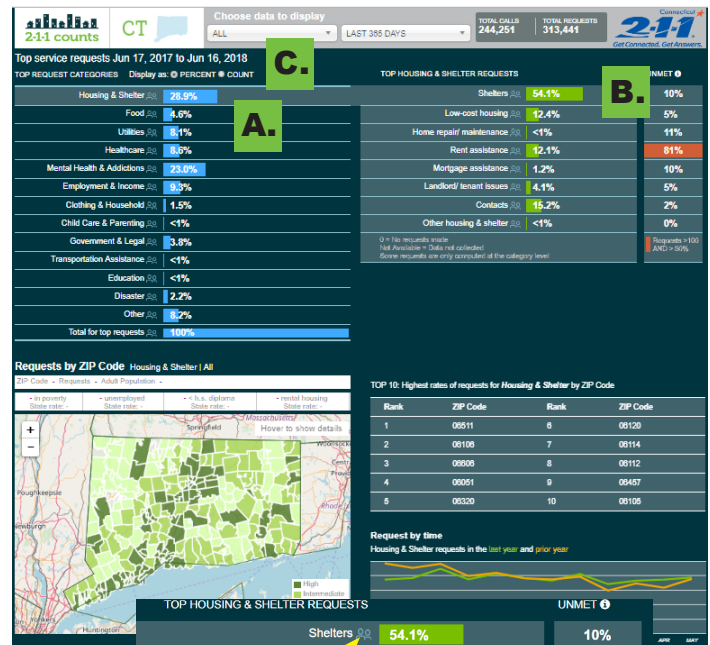 2-1-1 counts
CT
Choose data to display
ALL
LAST 365 DAYS
TOTAL CALLS
244,251
TOTAL REQUESTS
313,441
Connecticut
2-1-1
Get Connected. Get Answers.
Top service requests Jun 17, 2017 to Jun 16, 2018
C.
TOP REQUEST CATEGORIES Display as: PERCENT COUNT
Housing & Shelter 28.9%
Food 4.6%
A.
Utilities 8.1%
Healthcare 8.6%
Mental Health & Addictions 23.0%
Employment & Income 9.3%
Clothing & Household 1.5%
Child Care & Parenting <1%
Government & Legal 3.8%
Transportation Assistance <1%
Education <1%
Disaster 2.2%
Other 8.2%
Total for top requests 100%
TOP HOUSING & SHELTER REQUESTS UNMET
B.
Shelters 54.1% 10%
Low-cost housing 12.4% 5%
Home repair/ maintenance <1% 11%
Rent assistance 12.1% 81%
Mortgage assistance 1.2% 10%
Landlord/ tenant issues 4.1% 5%
Contacts 15.2% 2%
Other housing & shelter <1% 0%
0 = No requests made
Not Available = Data not collected
Some requests are only computed at the category level
Requests >100
AND > 50%
Requests by ZIP Code Housing & Shelter | All
ZIP Code - Requests - Adult Population -
- in poverty
State rate: -
- unemployed
State rate: -
- < h.s. diploma
State rate: -
- rental housing
State rate: -
+
−
Hover to show details
Massachusetts
Springfield
Poughkeepsie
Yonkers
Huntington
High
Intermediate
TOP 10: Highest rates of requests for Housing & Shelter by ZIP Code
Rank ZIP Code Rank ZIP Code
1 06511 6 06120
2 06106 7 06114
3 06606 8 06112
4 06051 9 06457
5 06320 10 06105
Request by time
Housing & Shelter requests in the last year and prior year
APR MAY
TOP HOUSING & SHELTER REQUESTS UNMET
Shelters 54.1% 10%